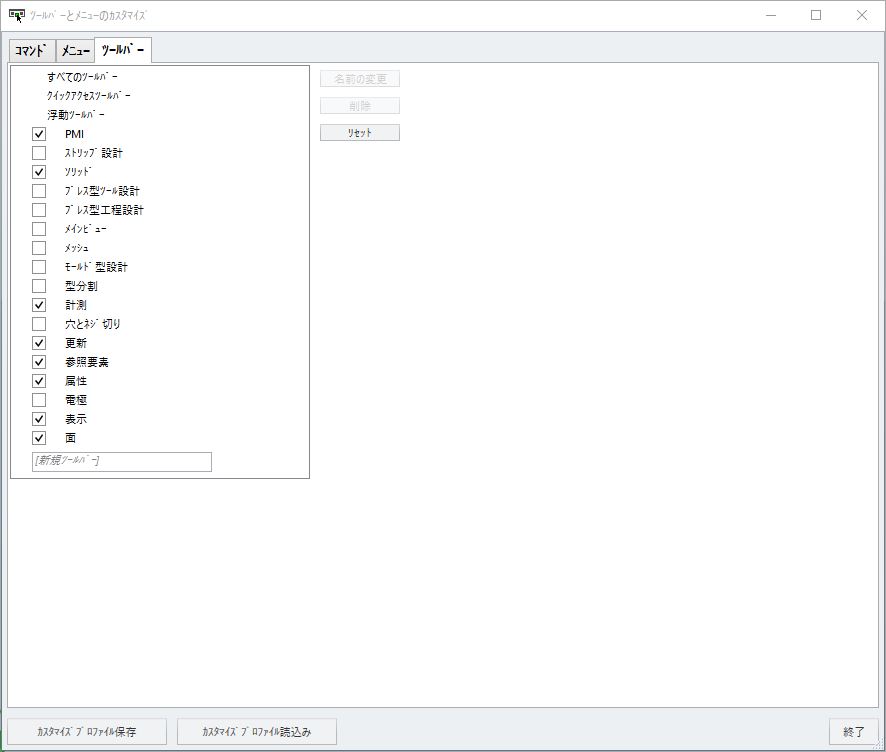 ﾂｰﾙﾊﾞｰとﾒﾆｭｰのｶｽﾀﾏｲｽﾞ
ｺﾏﾝﾄﾞ ﾒﾆｭｰ ﾂｰﾙﾊﾞｰ
すべてのﾂｰﾙﾊﾞｰ
ｸｲｯｸｱｸｾｽﾂｰﾙﾊﾞｰ
浮動ﾂｰﾙﾊﾞｰ
PMI
ｽﾄﾘｯﾌﾟ設計
ｿﾘｯﾄﾞ
ﾌﾟﾚｽ型ﾂｰﾙ設計
ﾌﾟﾚｽ型工程設計
ﾒｲﾝﾋﾞｭｰ
ﾒｯｼｭ
ﾓｰﾙﾄﾞ型設計
型分割
計測
穴とﾈｼﾞ切り
更新
参照要素
属性
電極
表示
面
[新規ﾂｰﾙﾊﾞｰ]
名前の変更
削除
ﾘｾｯﾄ
ｶｽﾀﾏｲｽﾞﾌﾟﾛﾌｧｲﾙ保存 ｶｽﾀﾏｲｽﾞﾌﾟﾛﾌｧｲﾙ読込み 終了